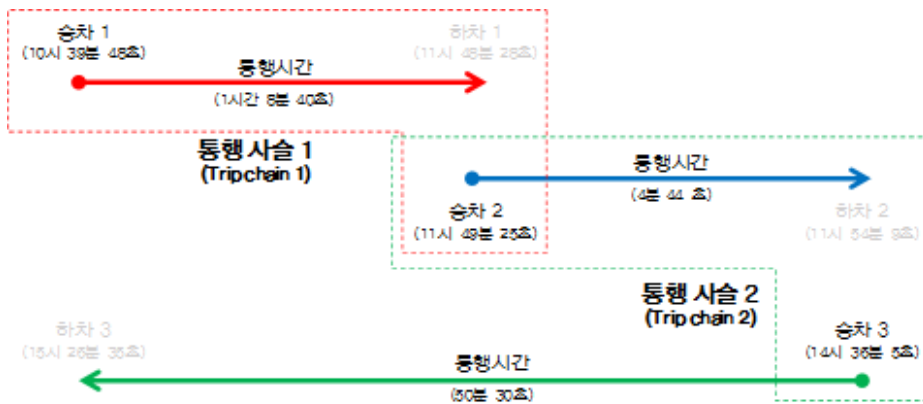 승차 1
(10시 39분 48초)
하차 1
(11시 48분 28초)
통행시간
(1시간 8분 40초)
통행 사슬 1
(Trip chain 1)
통행시간
(4분 44 초)
승차 2
(11시 49분 25초)
하차 2
(11시 54분 9초)
통행 사슬 2
(Trip chain 2)
하차 3
(15시 26분 35초)
승차 3
(14시 36분 5초)
통행시간
(50분 30초)